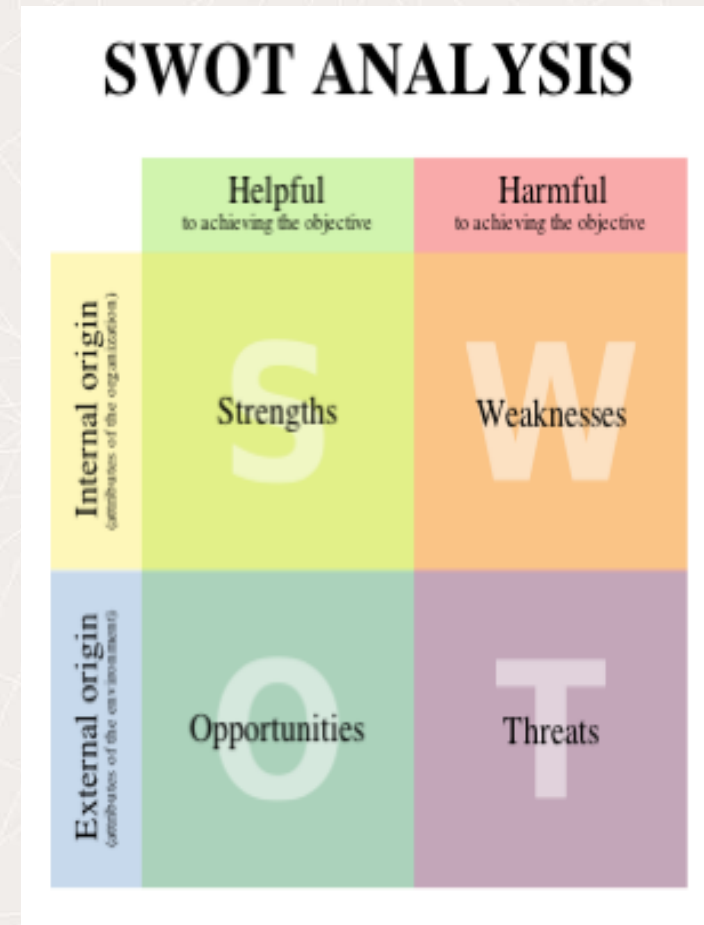 SWOT ANALYSIS
Helpful
to achieving the objective
Harmful
to achieving the objective
Internal origin
(attributes of the organization)
S
Strengths
W
Weaknesses
External origin
(attributes of the environment)
O
Opportunities
T
Threats